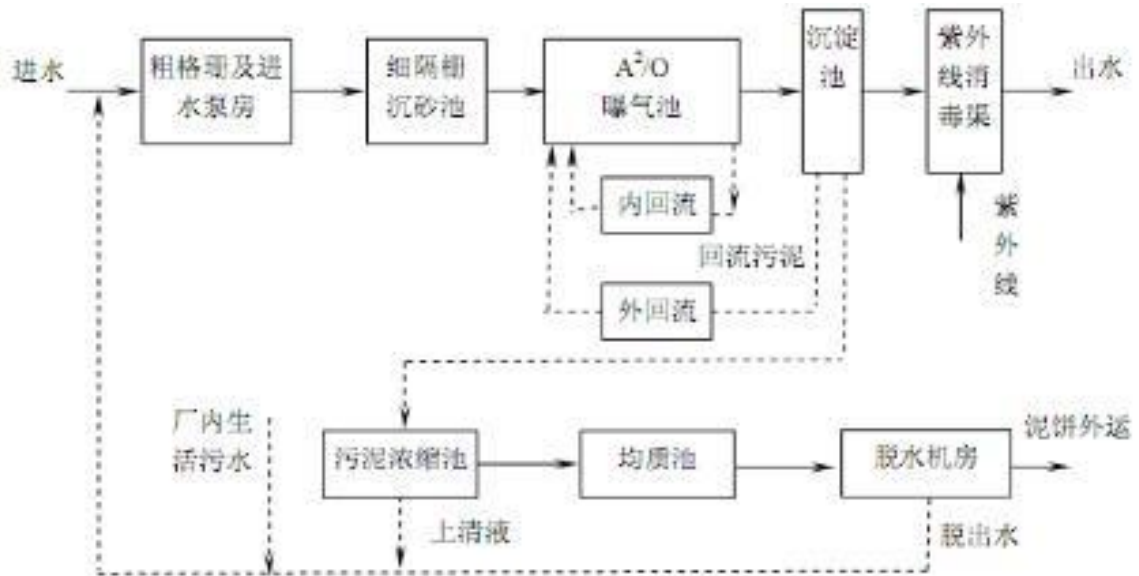 进水
粗格珊及进
水泵房
细隔栅
沉砂池
A²/O
曝气池
沉淀
池
紫外
线消
毒渠
出水
内回流
回流污泥
外回流
紫
外
线
厂内生
活污水
污泥浓缩池
均质池
脱水机房
泥饼外运
上清液
脱出水